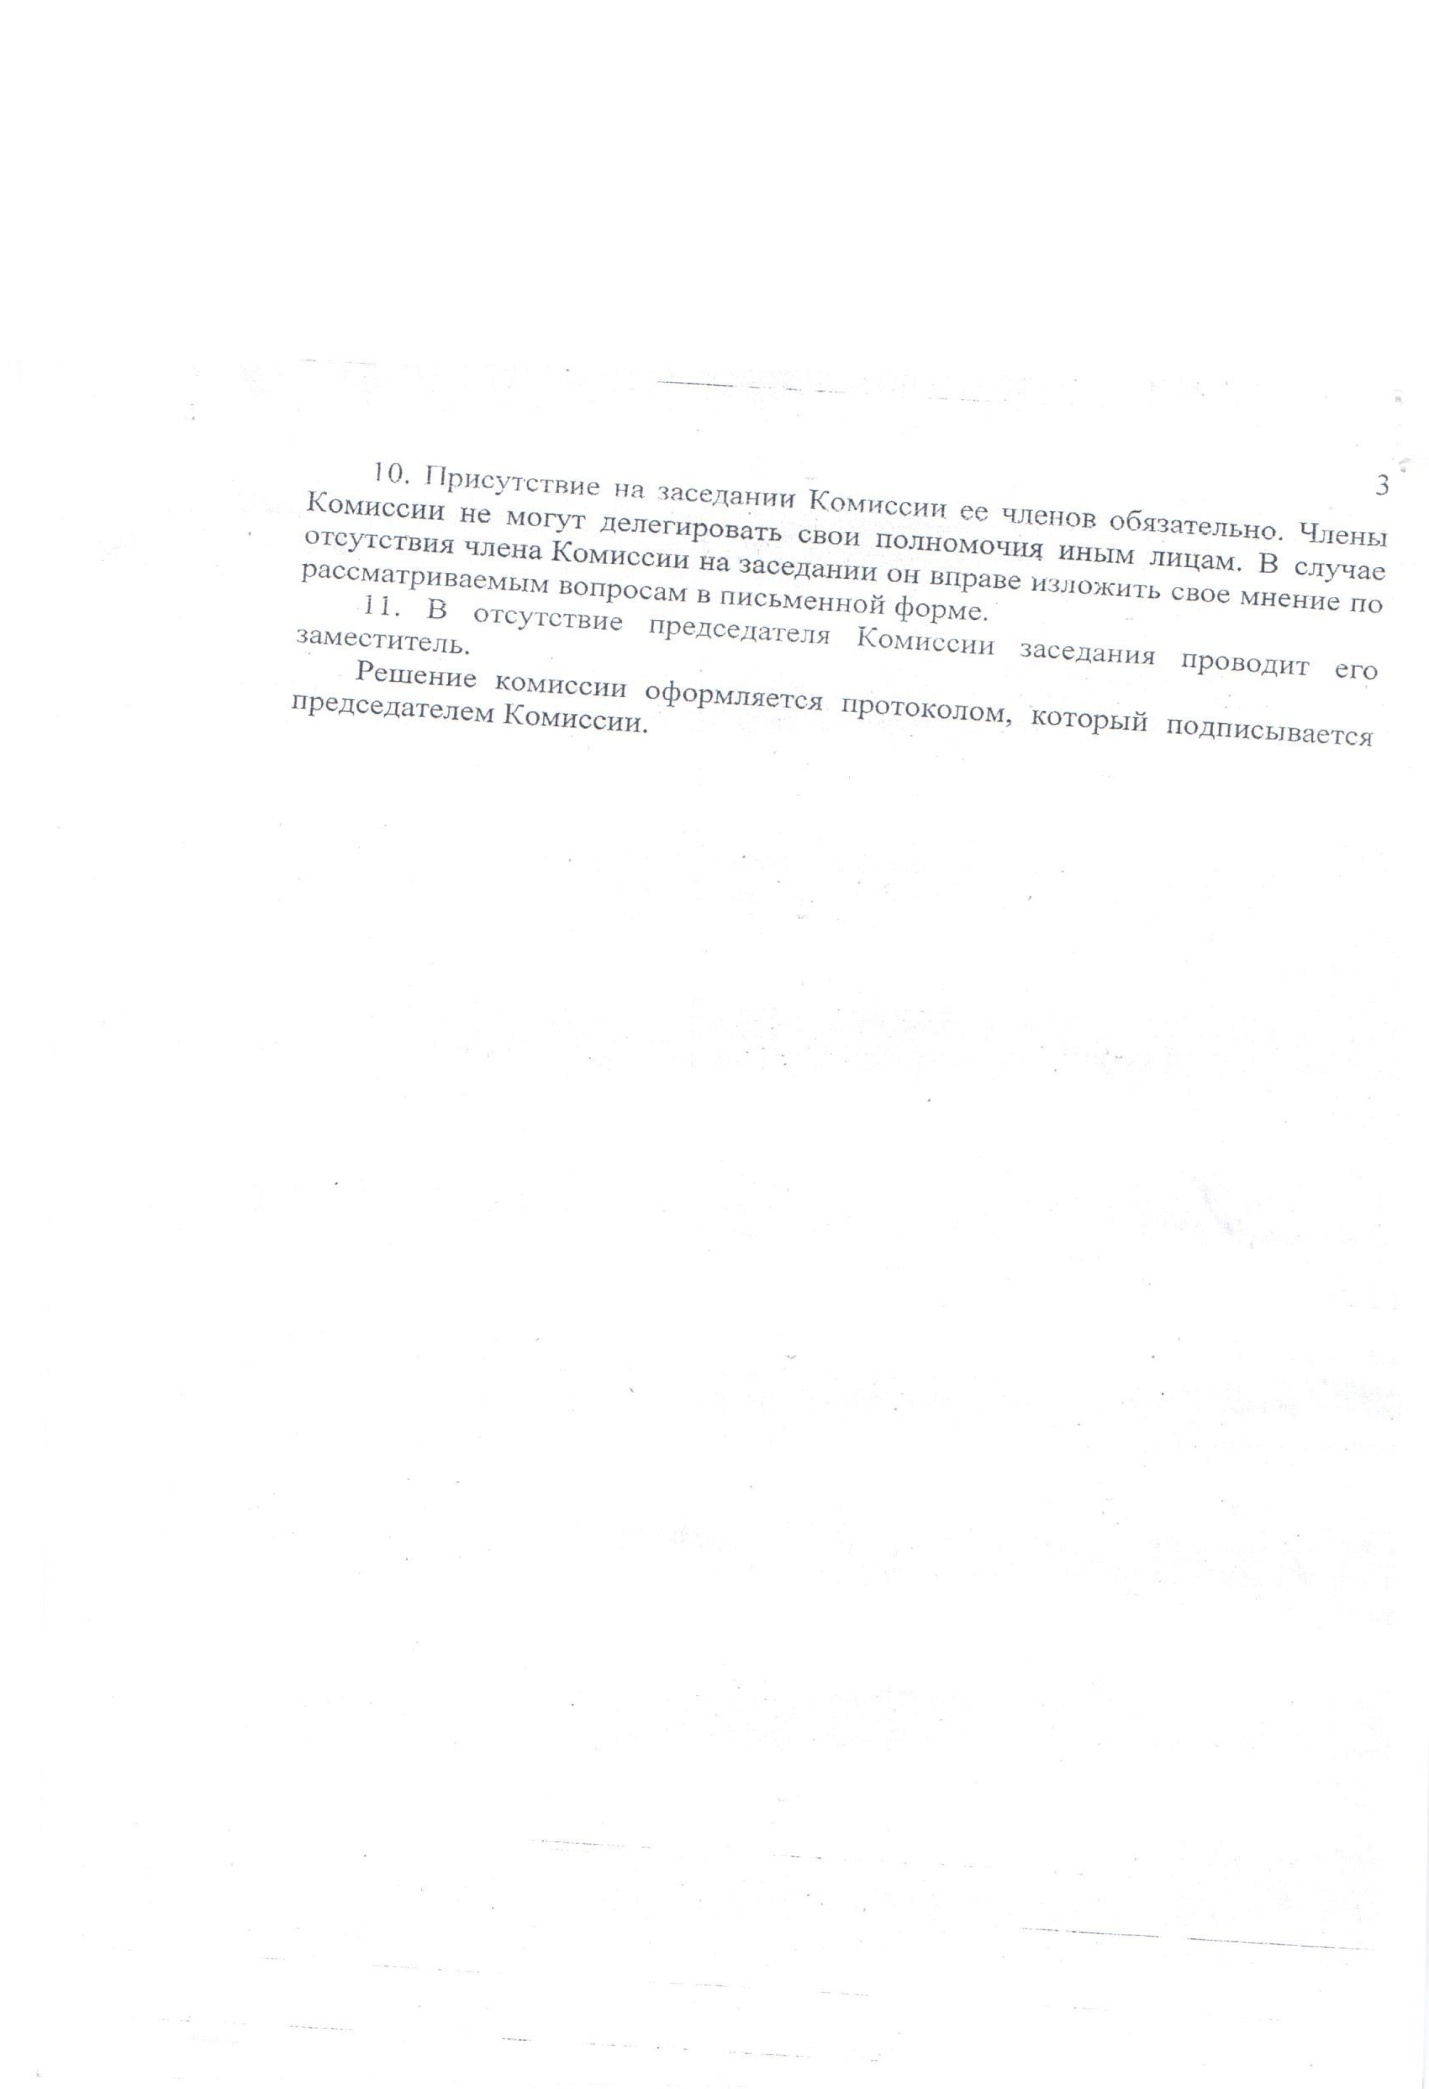 3
10. Присутствие на заседании Комиссии ее членов обязательно. Члены
Комиссии не могут делегировать свои полномочия иным лицам. В случае
отсутствия члена Комиссии на заседании он вправе изложить свое мнение по
рассматриваемым вопросам в письменной форме.
11. В отсутствие председателя Комиссии заседания проводит его
заместитель.
Решение комиссии оформляется протоколом, который подписывается
председателем Комиссии.